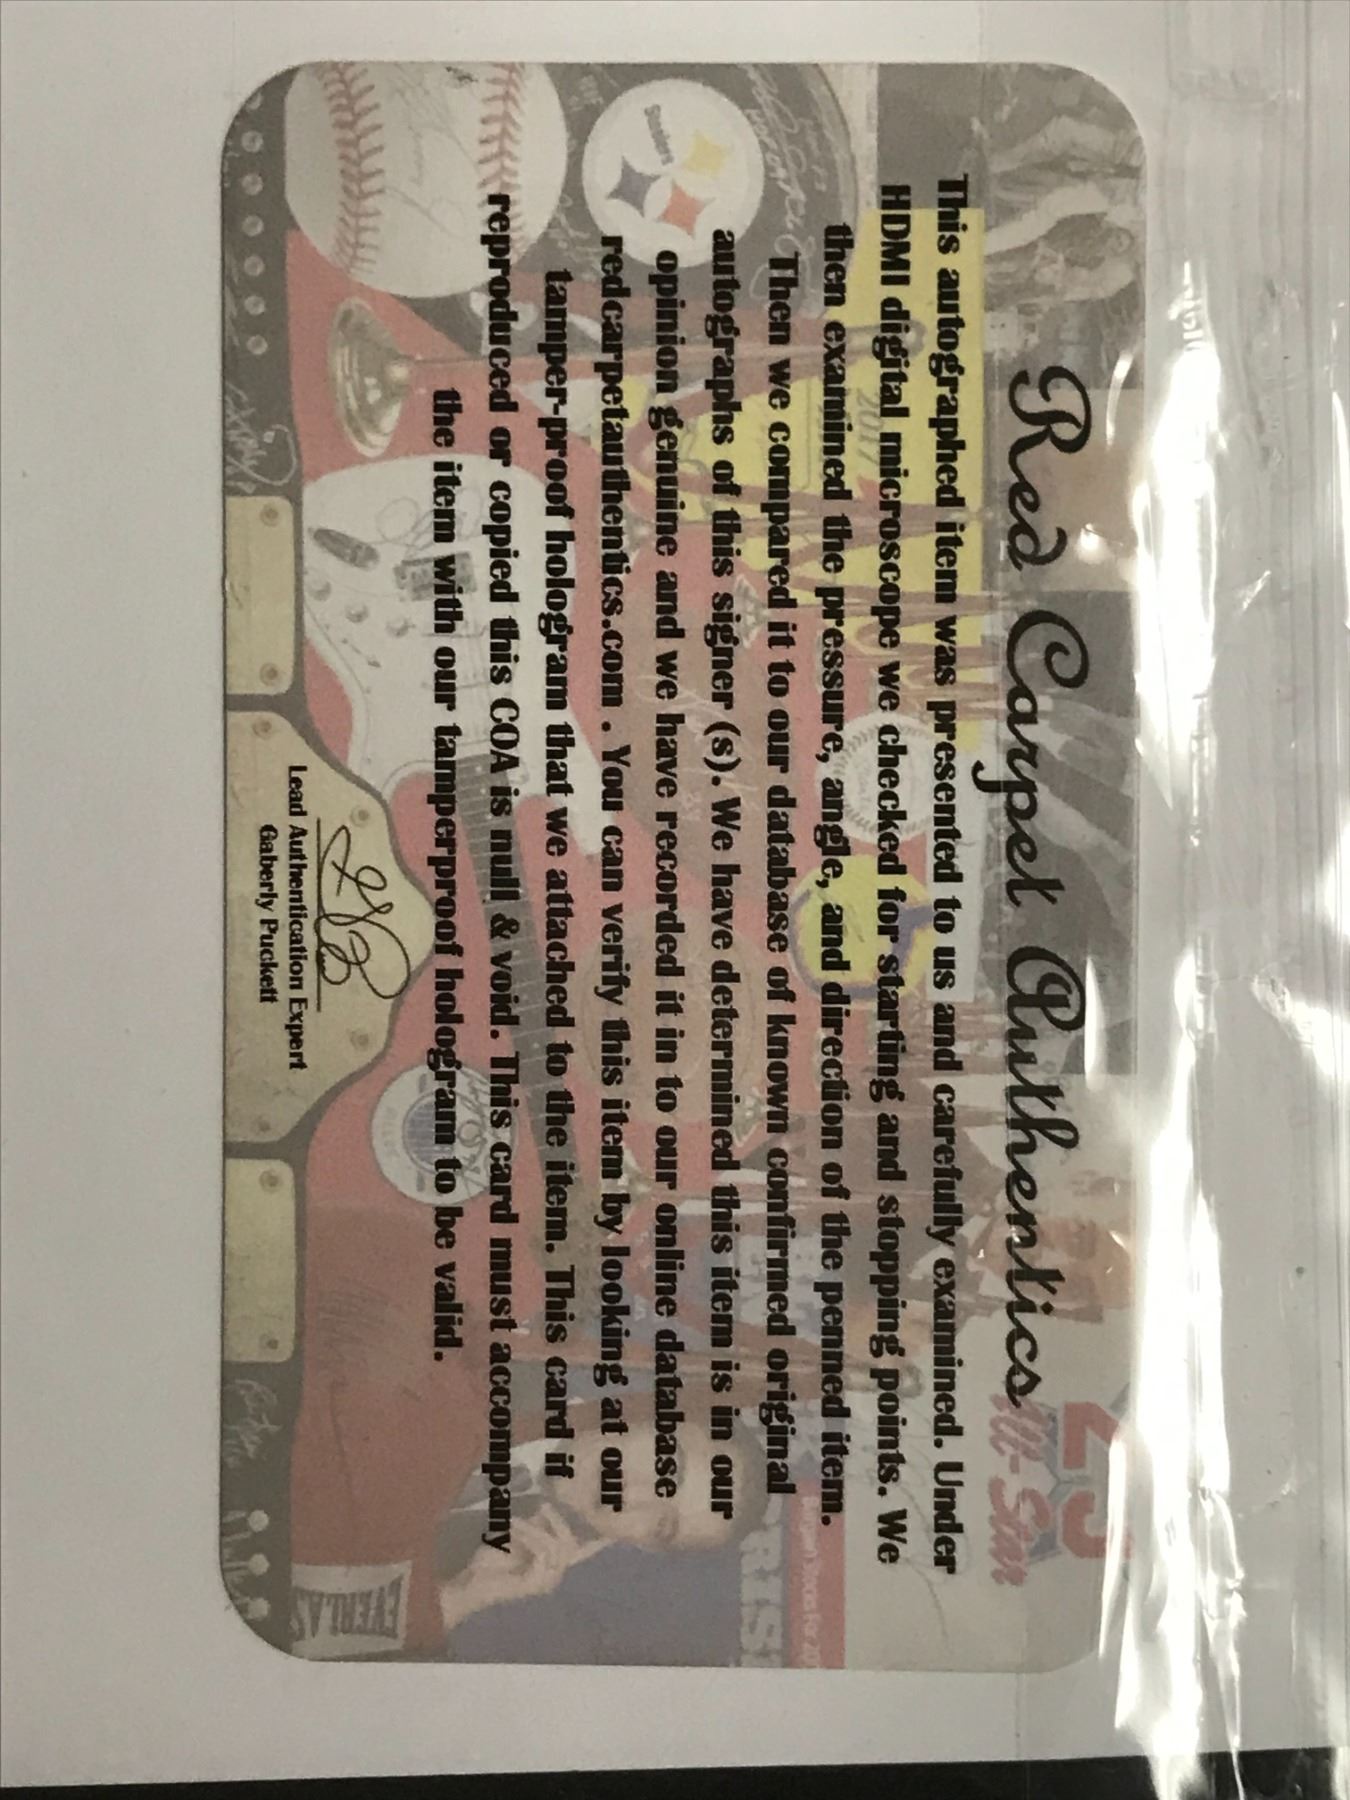 Red Carpet Authentics
This autographed item was presented to us and carefully examined. Under
HDMI digital microscope we checked for starting and stopping points. We
then examined the pressure, angle, and direction of the penned item.
Then we compared it to our database of known confirmed original
autographs of this signer (s). We have determined this item is in our
opinion genuine and we have recorded it in to our online database
redcarpetauthentics.com . You can verify this item by looking at our
tamper-proof hologram that we attached to the item. This card if
reproduced or copied this COA is null & void. This card must accompany
the item with our tamperproof hologram to be valid.
Lead Authentication Expert
Gaberly Puckett
Steelers
2017
All-Star
EVERLAS